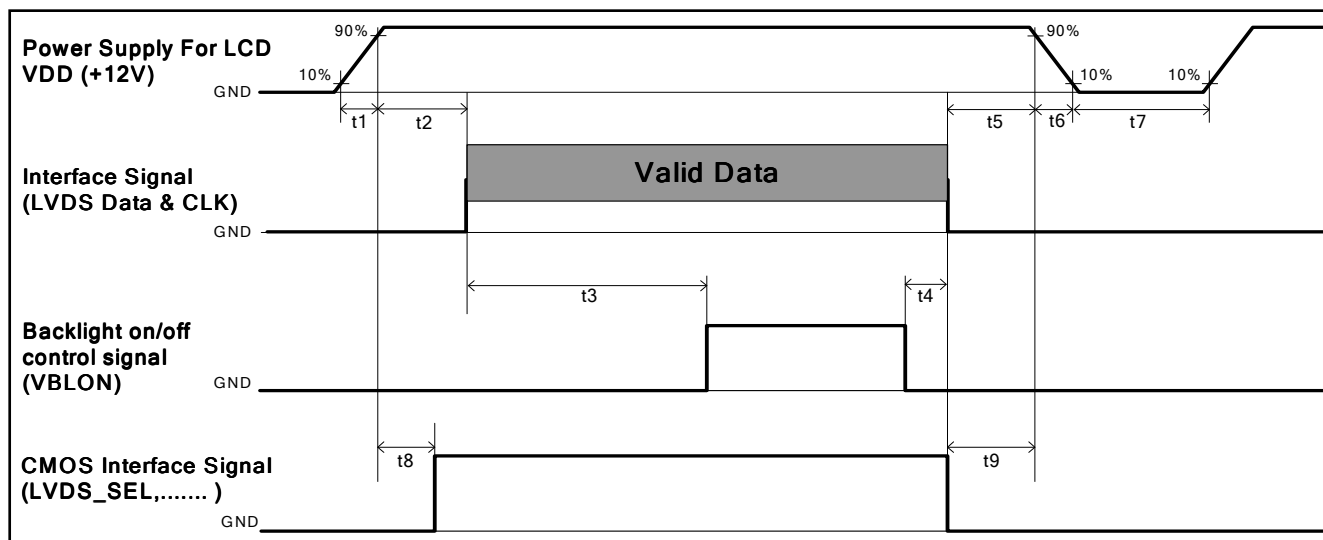 Power Supply For LCD
VDD (+12V)
90%
10%
GND
90%
10%
10%
t1
t2
t5
t6
t7
Interface Signal
(LVDS Data & CLK)
Valid Data
GND
t3
t4
Backlight on/off
control signal
(VBLON)
GND
t8
t9
CMOS Interface Signal
(LVDS_SEL,....... )
GND